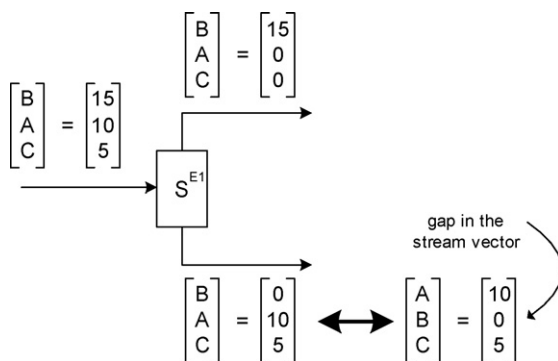 [B A C] = [15 0 0]
[B A C] = [15 10 5]
S^E1
gap in the
stream vector
[B A C] = [0 10 5]
[A B C] = [10 0 5]